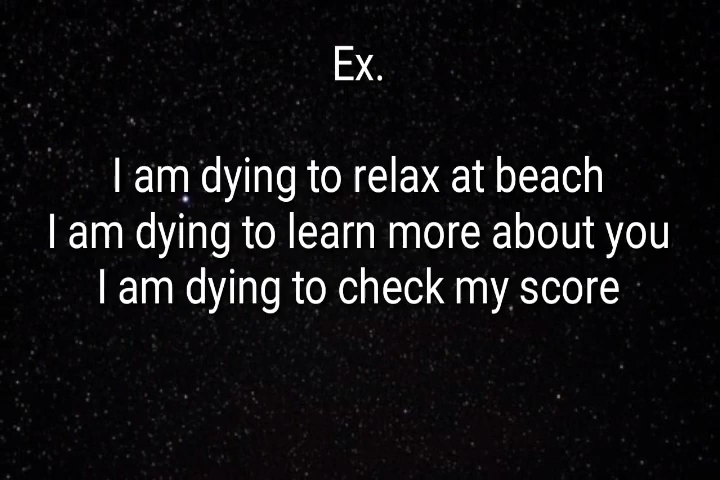 Ex.
I am dying to relax at beach
I am dying to learn more about you
I am dying to check my score